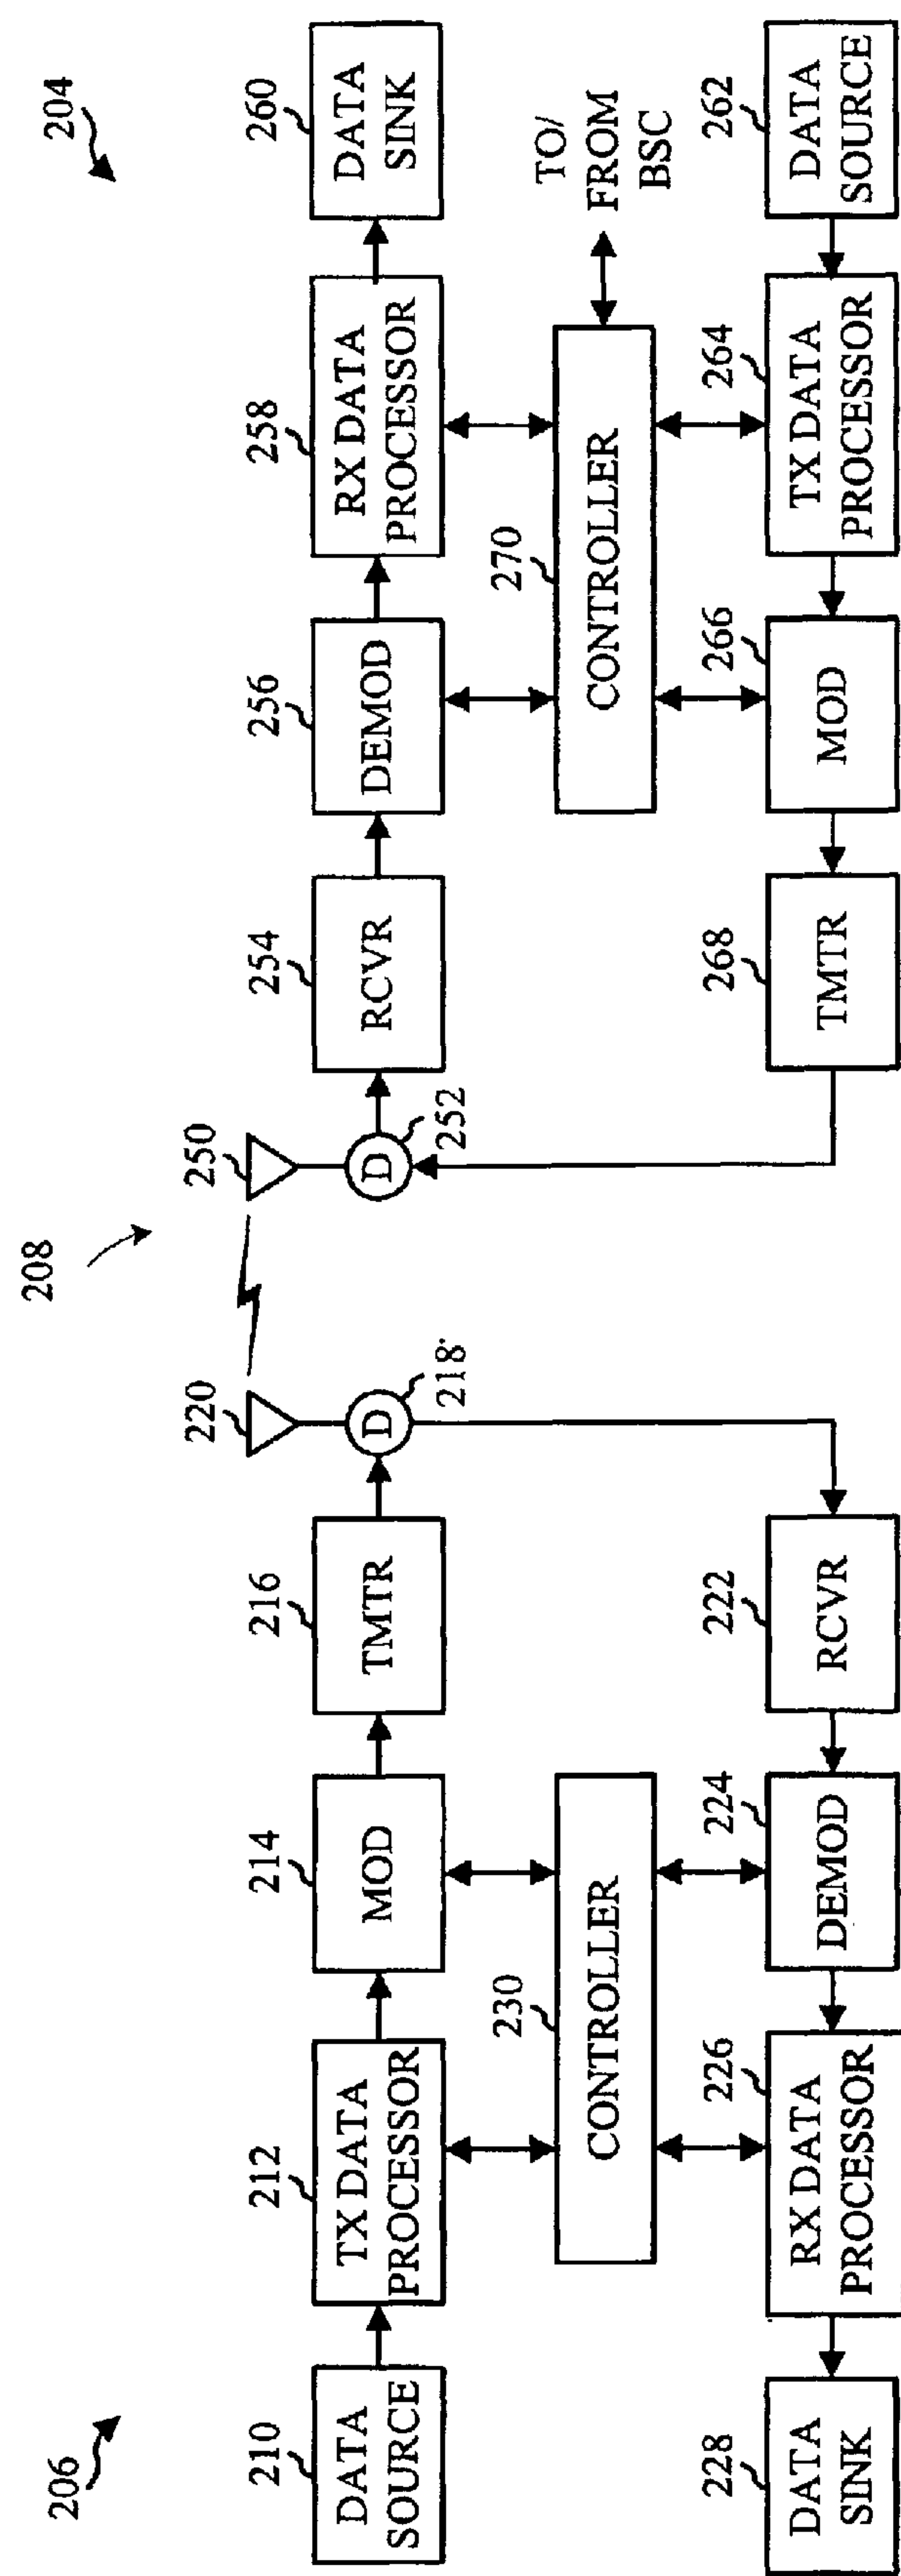 206
208
204
210
DATA
SOURCE
212
TX DATA
PROCESSOR
214
MOD
216
TMTR
220
D
218
250
D
252
254
RCVR
256
DEMOD
258
RX DATA
PROCESSOR
260
DATA
SINK
230
CONTROLLER
270
CONTROLLER
TO/
FROM
BSC
228
DATA
SINK
226
RX DATA
PROCESSOR
224
DEMOD
222
RCVR
268
TMTR
266
MOD
264
TX DATA
PROCESSOR
262
DATA
SOURCE